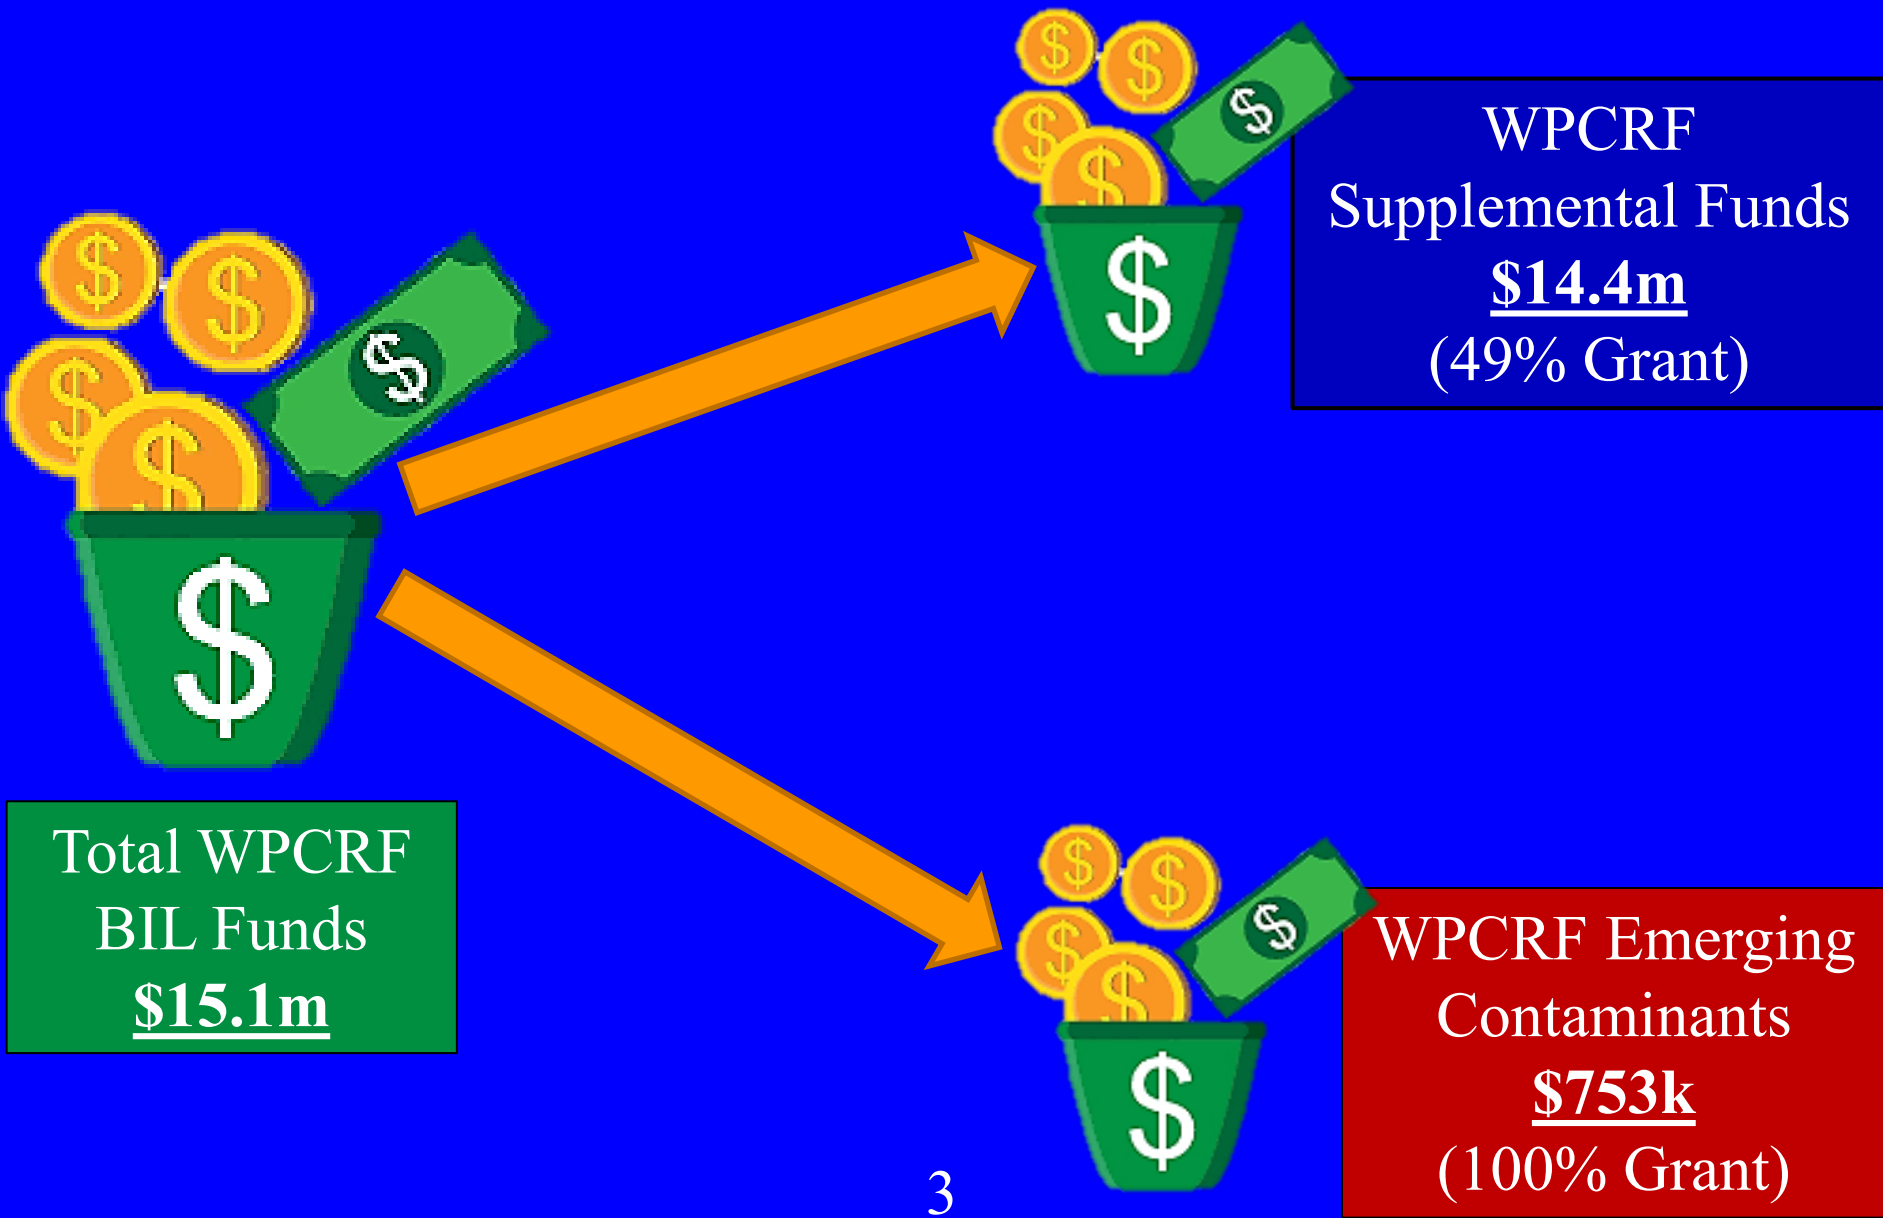 WPCRF
Supplemental Funds
$14.4m
(49% Grant)
Total WPCRF
BIL Funds
$15.1m
WPCRF Emerging
Contaminants
$753k
(100% Grant)
3